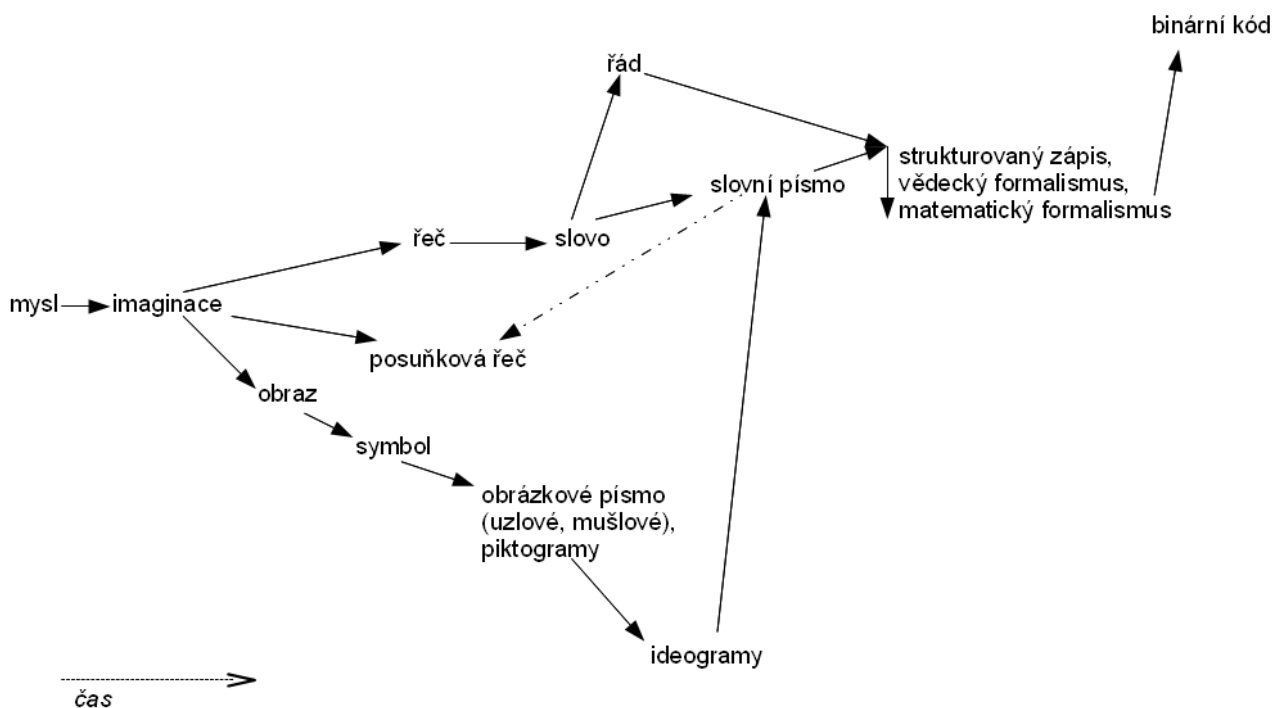 binární kód
řád
strukturovaný zápis,
vědecký formalismus,
matematický formalismus
slovní písmo
řeč
slovo
mysl
imaginace
posuňková řeč
obraz
symbol
obrázkové písmo
(uzlové, mušlové),
piktogramy
ideogramy
čas